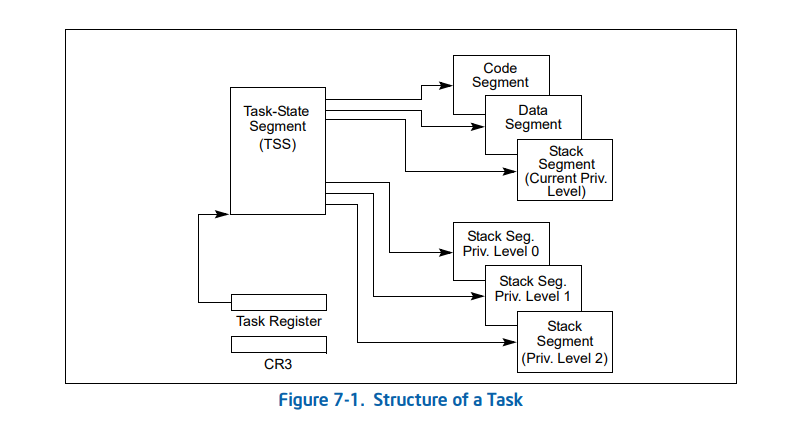 Code
Segment
Task-State
Segment
(TSS)
Data
Segment
Stack
Segment
(Current Priv.
Level)
Stack Seg.
Priv. Level 0
Stack Seg.
Priv. Level 1
Task Register
Stack
Segment
(Priv. Level 2)
CR3
Figure 7-1. Structure of a Task